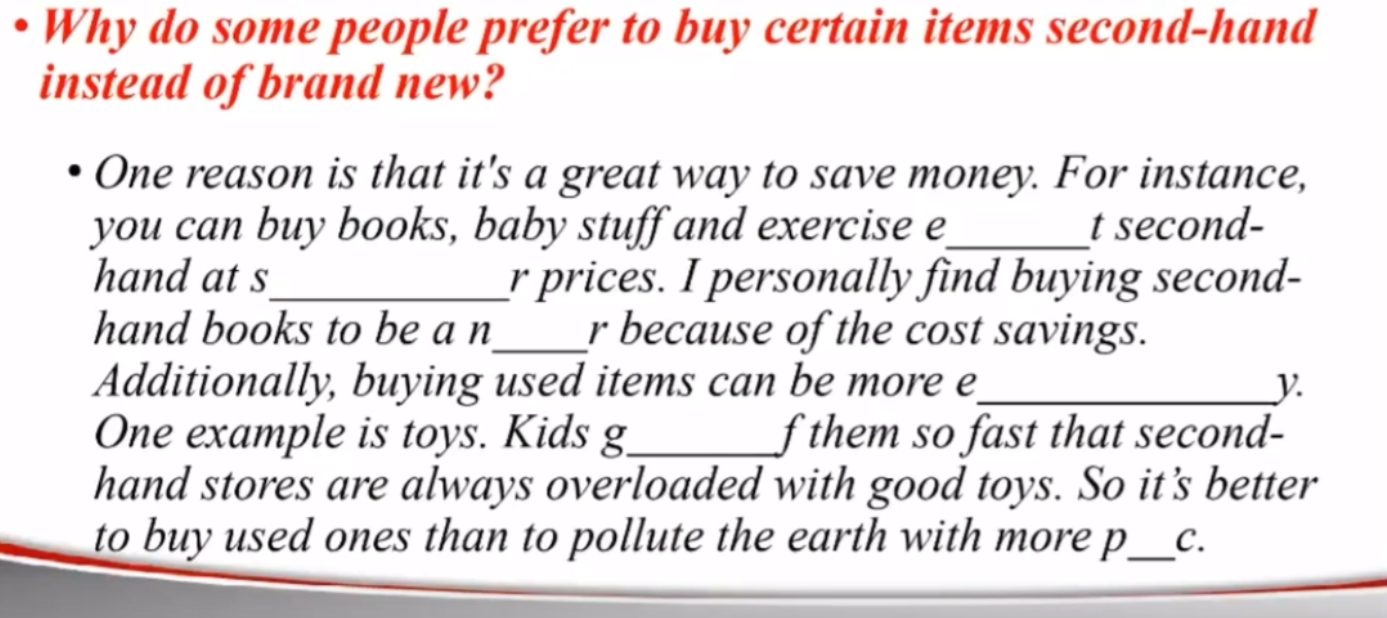 • Why do some people prefer to buy certain items second-hand
instead of brand new?
• One reason is that it's a great way to save money. For instance,
you can buy books, baby stuff and exercise e______t second-
hand at s__________r prices. I personally find buying second-
hand books to be a n____r because of the cost savings.
Additionally, buying used items can be more e_____________y.
One example is toys. Kids g______f them so fast that second-
hand stores are always overloaded with good toys. So it’s better
to buy used ones than to pollute the earth with more p__c.